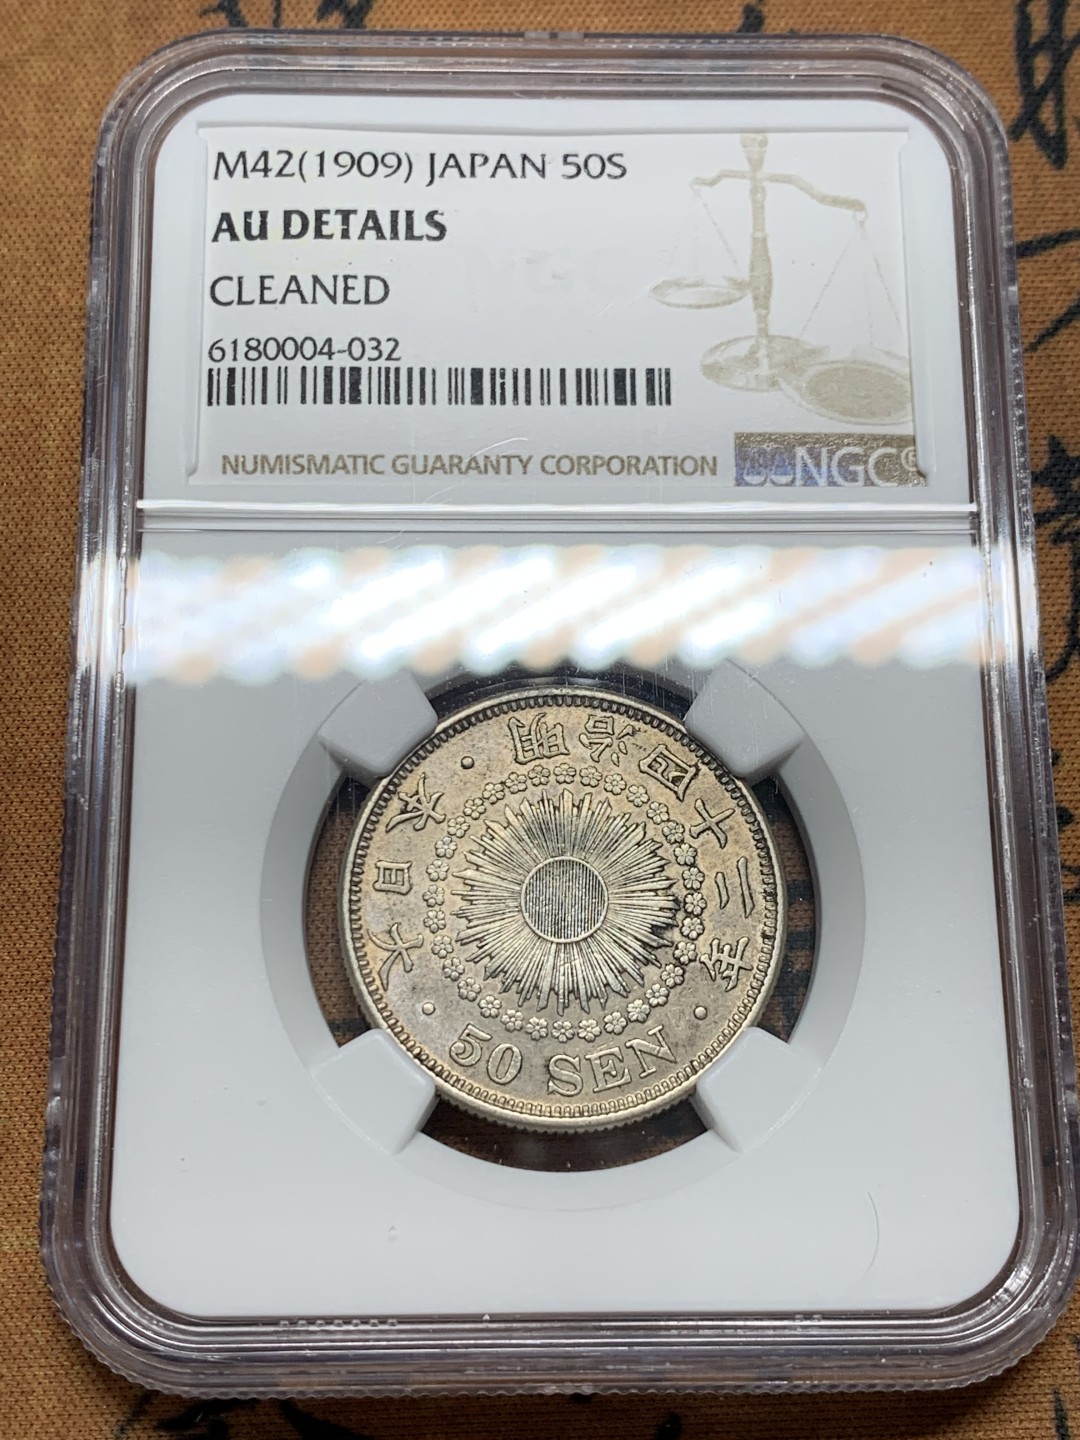 M42(1909) JAPAN 50S
AU DETAILS
CLEANED
6180004-032
NUMISMATIC GUARANTY CORPORATION
NGC®
大日本 · 明治四十二年 ·
50 SEN